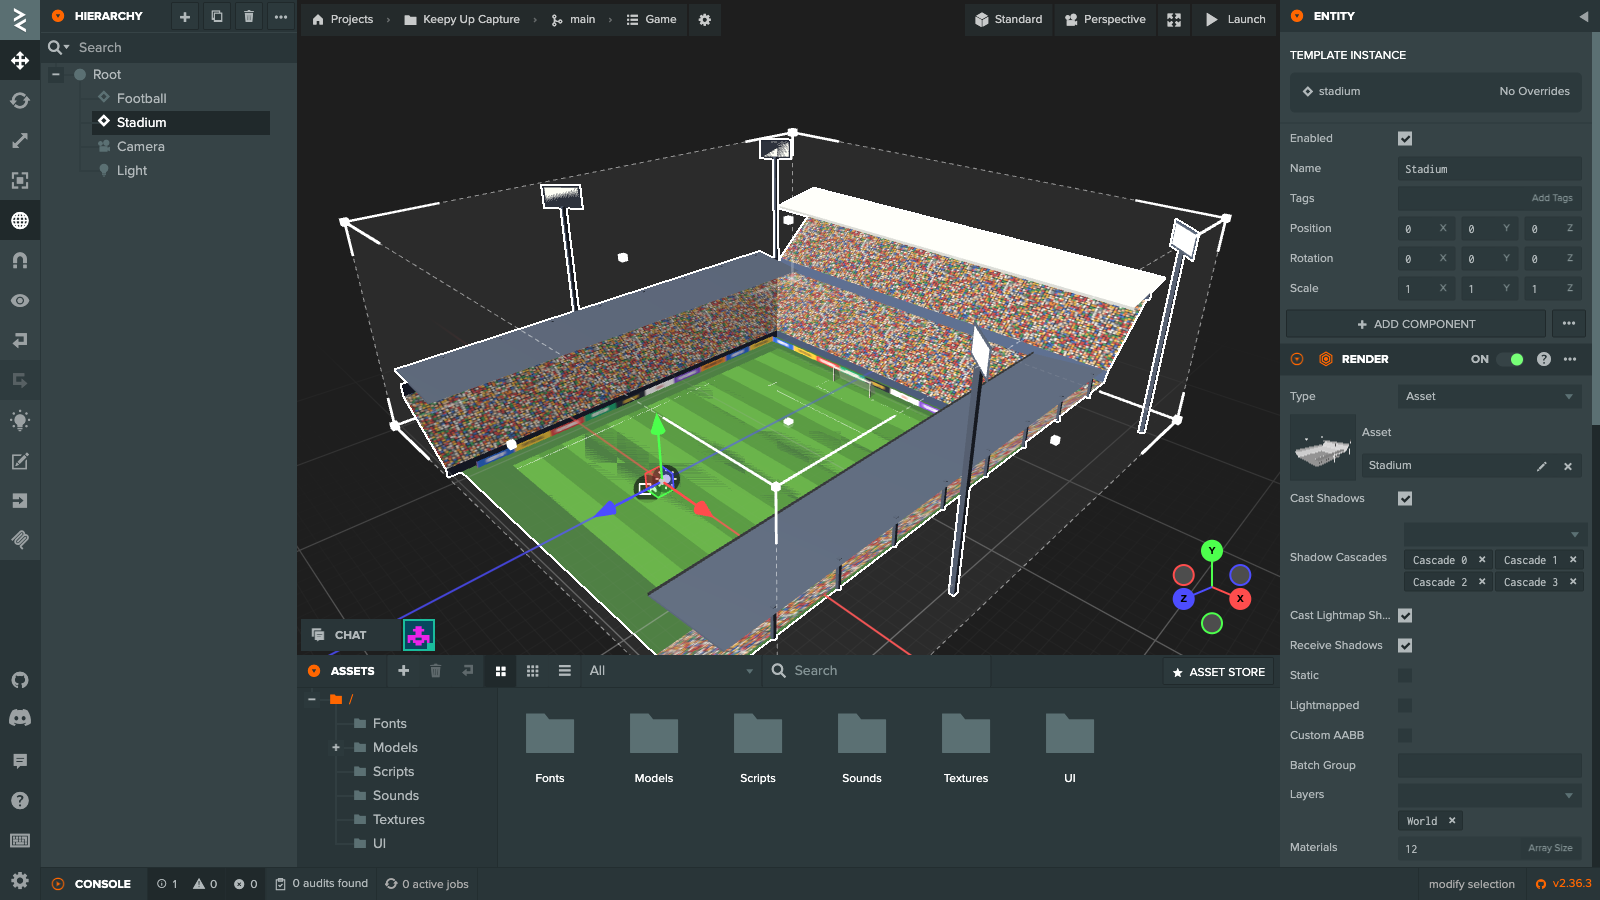 HIERARCHY
Search
Root
Football
Stadium
Camera
Light
Projects
Keepy Up Capture
main
Game
Standard
Perspective
Launch
Y
Z
X
CHAT
ASSETS
All
Search
ASSET STORE
/
Fonts
Models
Scripts
Sounds
Textures
UI
Fonts
Models
Scripts
Sounds
Textures
UI
ENTITY
TEMPLATE INSTANCE
stadium
No Overrides
Enabled
Name
Stadium
Tags
Add Tags
Position
0 X 0 Y 0 Z
Rotation
0 X 0 Y 0 Z
Scale
1 X 1 Y 1 Z
ADD COMPONENT
RENDER
ON
Type
Asset
Asset
Stadium
Cast Shadows
Shadow Cascades
Cascade 0
Cascade 1
Cascade 2
Cascade 3
Cast Lightmap Sh...
Receive Shadows
Static
Lightmapped
Custom AABB
Batch Group
Layers
World
Materials
12
Array Size
CONSOLE
1
0
0
0 audits found
0 active jobs
modify selection
v2.36.3